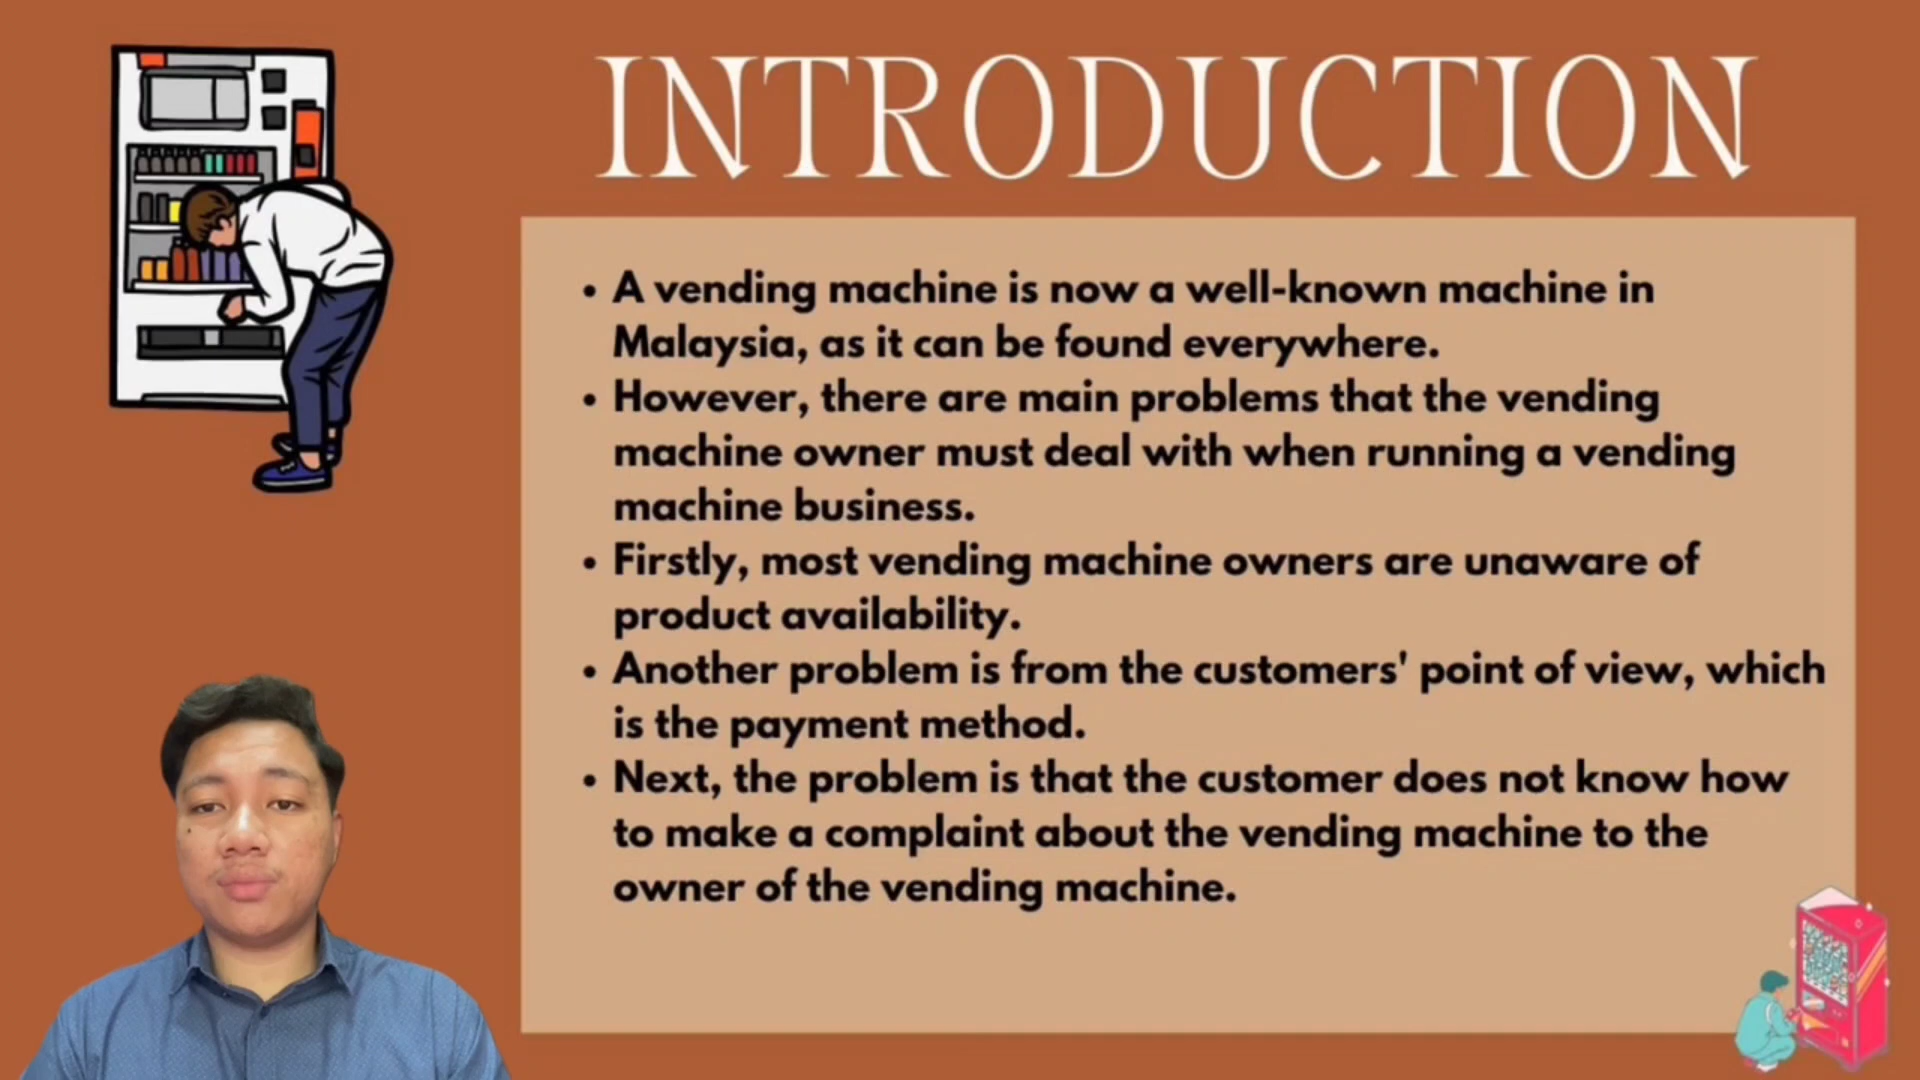 INTRODUCTION
• A vending machine is now a well-known machine in
Malaysia, as it can be found everywhere.
• However, there are main problems that the vending
machine owner must deal with when running a vending
machine business.
• Firstly, most vending machine owners are unaware of
product availability.
• Another problem is from the customers' point of view, which
is the payment method.
• Next, the problem is that the customer does not know how
to make a complaint about the vending machine to the
owner of the vending machine.